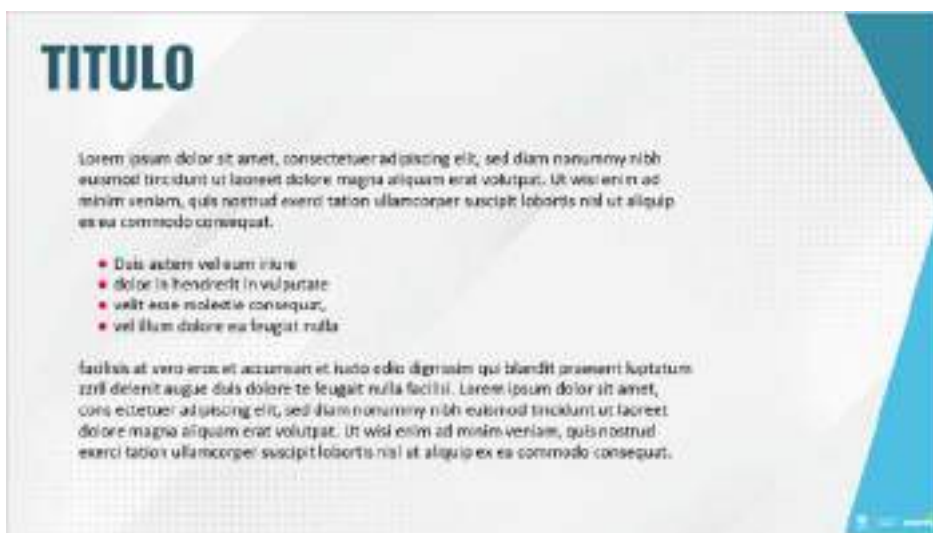 TITULO
Lorem ipsum dolor sit amet, consectetuer adipiscing elit, sed diam nonummy nibh
euismod tincidunt ut laoreet dolore magna aliquam erat volutpat. Ut wisi enim ad
minim veniam, quis nostrud exerci tation ullamcorper suscipit lobortis nisl ut aliquip
ex ea commodo consequat.
Duis autem vel eum iriure
dolor in hendrerit in vulputate
velit esse molestie consequat,
vel illum dolore eu feugiat nulla
facilisis at vero eros et accumsan et iusto odio dignissim qui blandit praesent luptatum
zzril delenit augue duis dolore te feugait nulla facilisi. Lorem ipsum dolor sit amet,
cons ectetuer adipiscing elit, sed diam nonummy nibh euismod tincidunt ut laoreet
dolore magna aliquam erat volutpat. Ut wisi enim ad minim veniam, quis nostrud
exerci tation ullamcorper suscipit lobortis nisl ut aliquip ex ea commodo consequat.